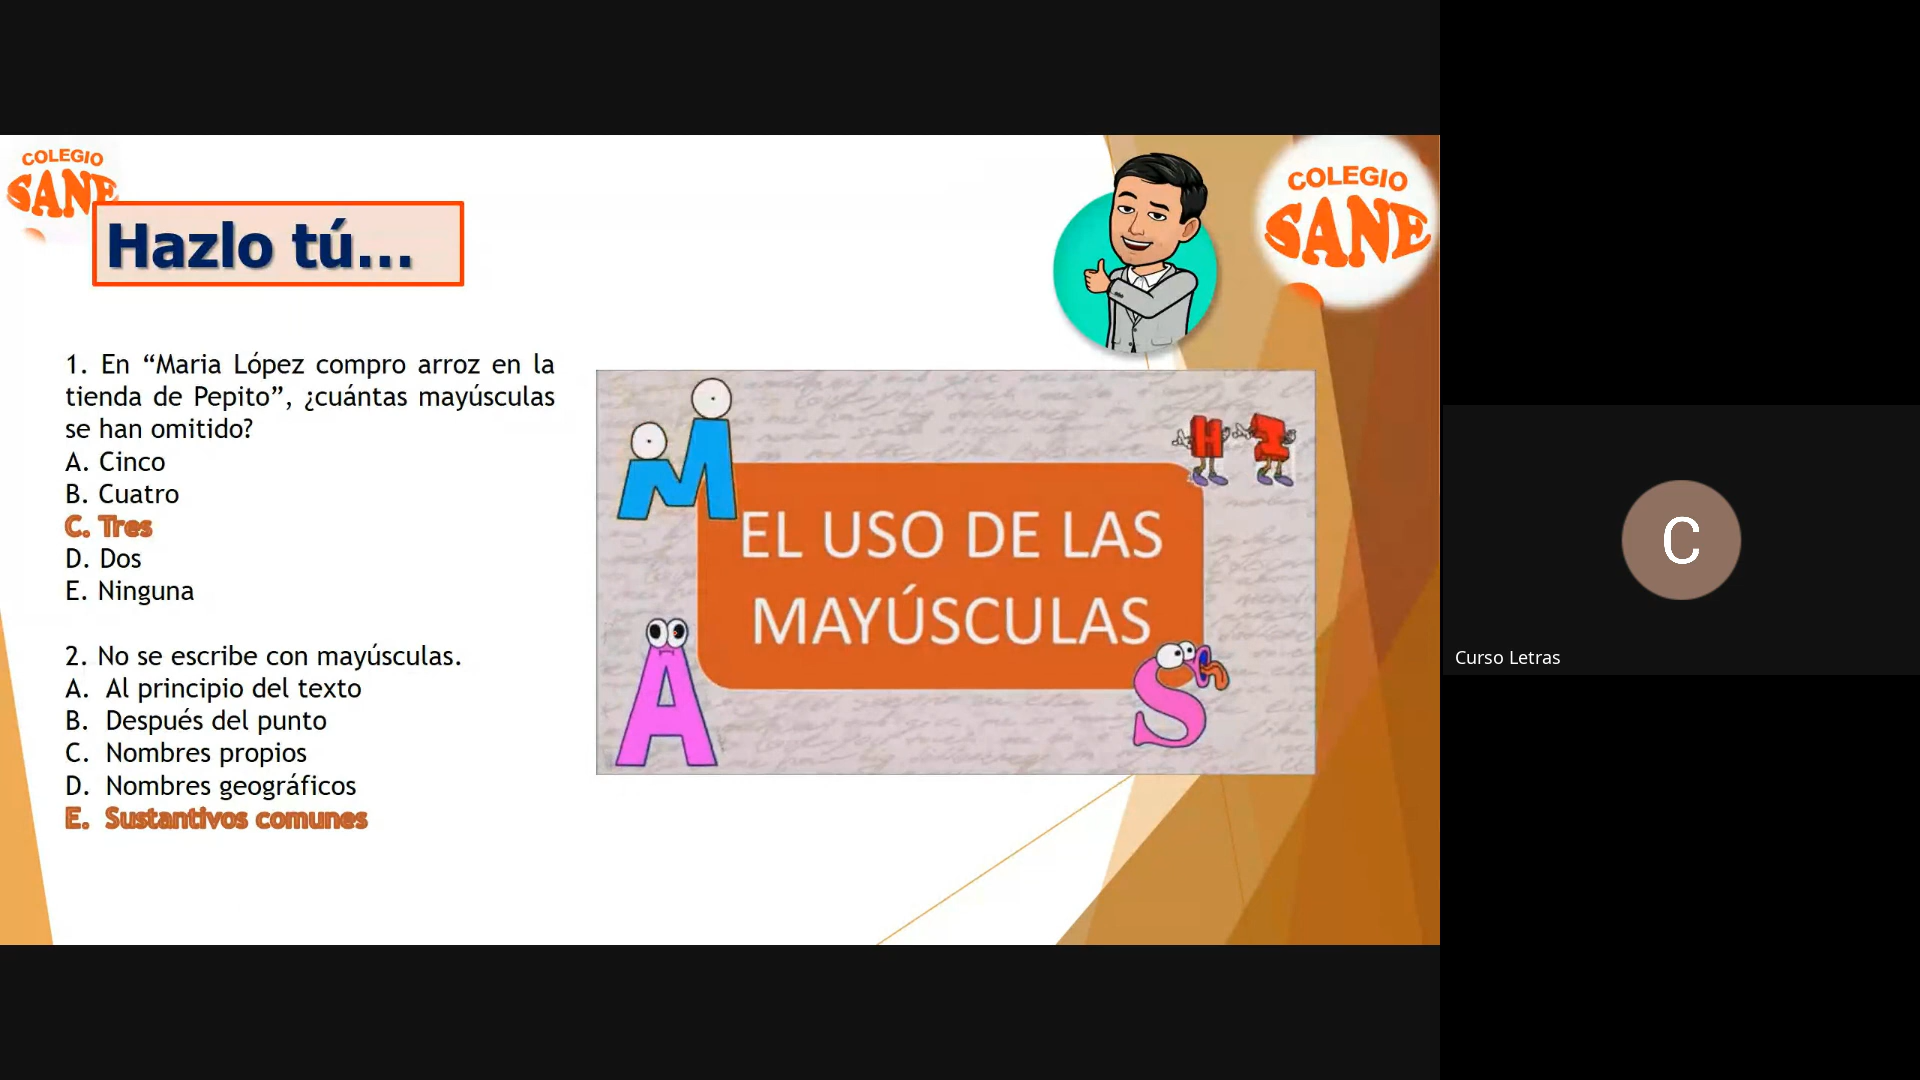 COLEGIO
SANE
Hazlo tú...
COLEGIO
SANE
1. En “Maria López compro arroz en la
tienda de Pepito”, ¿cuántas mayúsculas
se han omitido?
A. Cinco
B. Cuatro
C. Tres
D. Dos
E. Ninguna
2. No se escribe con mayúsculas.
A. Al principio del texto
B. Después del punto
C. Nombres propios
D. Nombres geográficos
E. Sustantivos comunes
M
H I
EL USO DE LAS
MAYÚSCULAS
A
S
C
Curso Letras